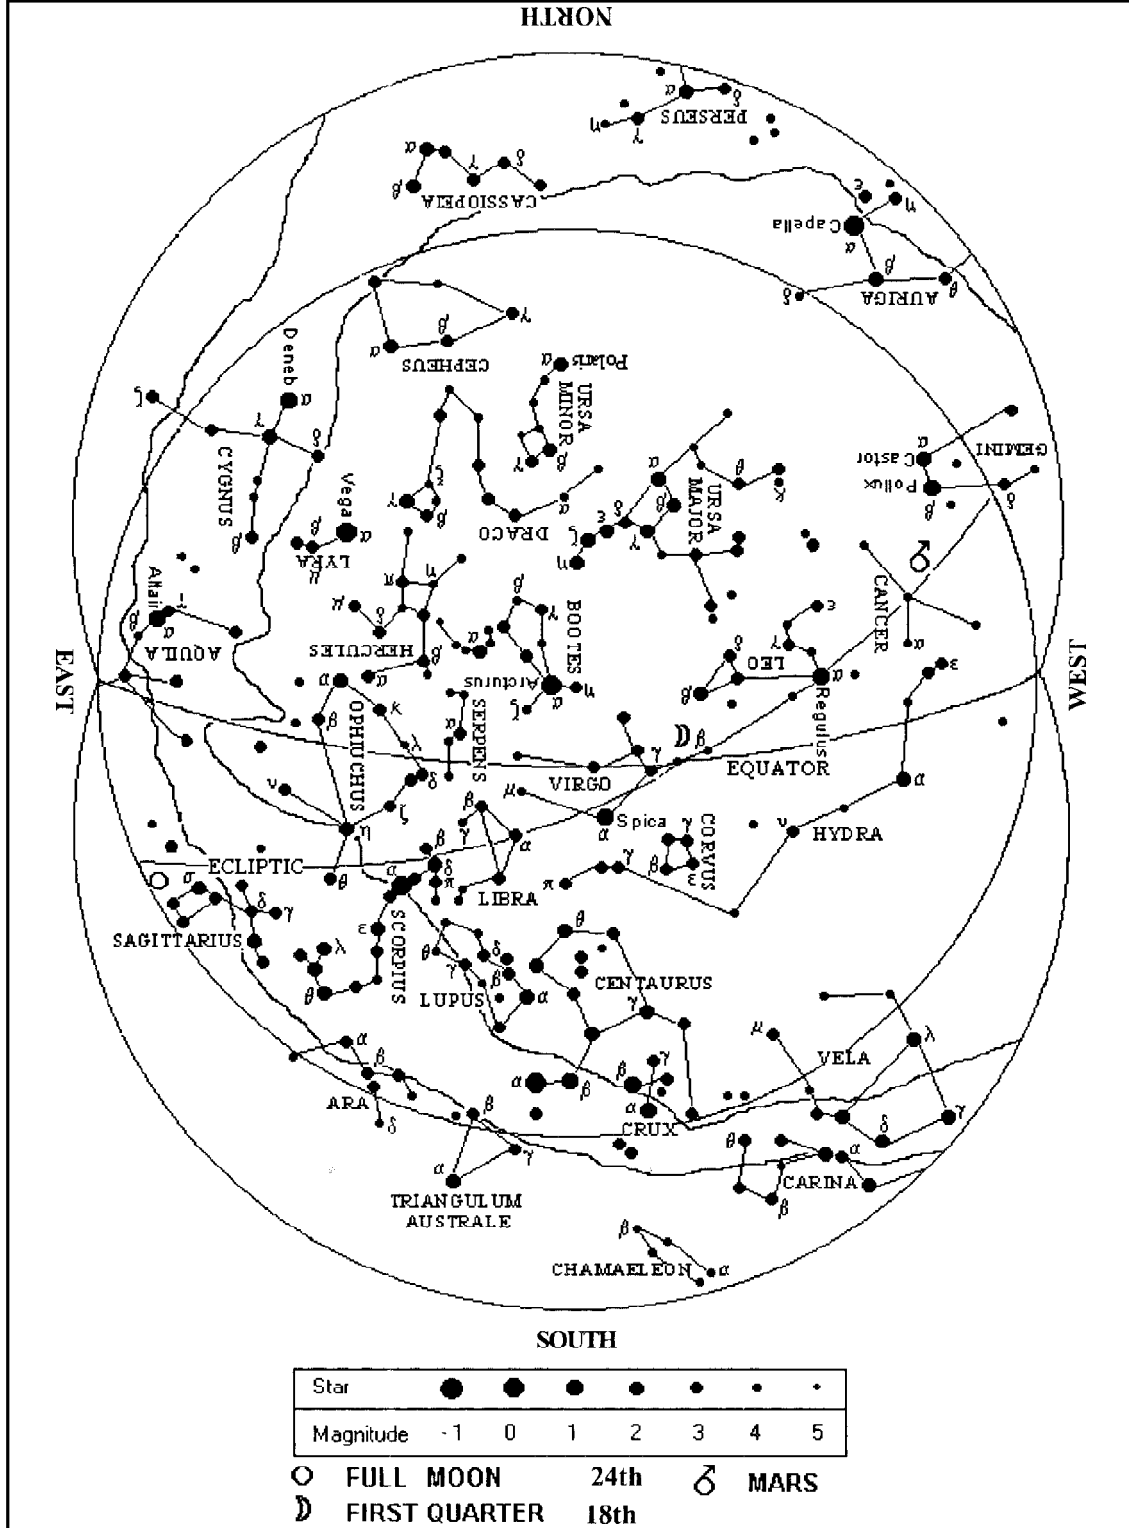 NORTH
α
δ
PERSEUS
γ
η
α
γ
δ
β
CASSIOPEIA
ε
η
Capella
α
β
θ
δ
AURIGA
γ
β
α
CEPHEUS
Polaris
α
URSA
MINOR
β
γ
Deneb
α
γ
δ
ζ
CYGNUS
β
Vega
α
β
LYRA
μ
ξ
γ
β
DRACO
α
α
β
URSA
MAJOR
θ
κ
δ
γ
ε
ζ
η
GEMINI
α
Castor
Pollux
β
δ
CANCER
α
Altair
γ
β
α
AQUILA
π
η
μ
δ
HERCULES
β
α
α
β
γ
BOOTES
Arcturus
α
η
ζ
ε
γ
δ
LEO
α
β
Regulus
ε
EAST
WEST
α
β
κ
λ
OPHIUCHUS
δ
ζ
η
ν
θ
SERPENS
α
VIRGO
γ
β
μ
α
Spica
EQUATOR
α
ν
HYDRA
γ
π
CORVUS
γ
β
ε
β
γ
α
LIBRA
ECLIPTIC
σ
δ
γ
SAGITTARIUS
β
δ
π
α
ε
SCORPIUS
λ
θ
θ
γ
δ
β
α
LUPUS
θ
CENTAURUS
γ
α
β
β
γ
α
CRUX
μ
λ
VELA
δ
γ
α
β
ARA
δ
β
γ
α
TRIANGULUM
AUSTRALE
θ
α
CARINA
β
β
CHAMAELEON
α
SOUTH
Star
Magnitude -1 0 1 2 3 4 5
FULL MOON 24th MARS
FIRST QUARTER 18th